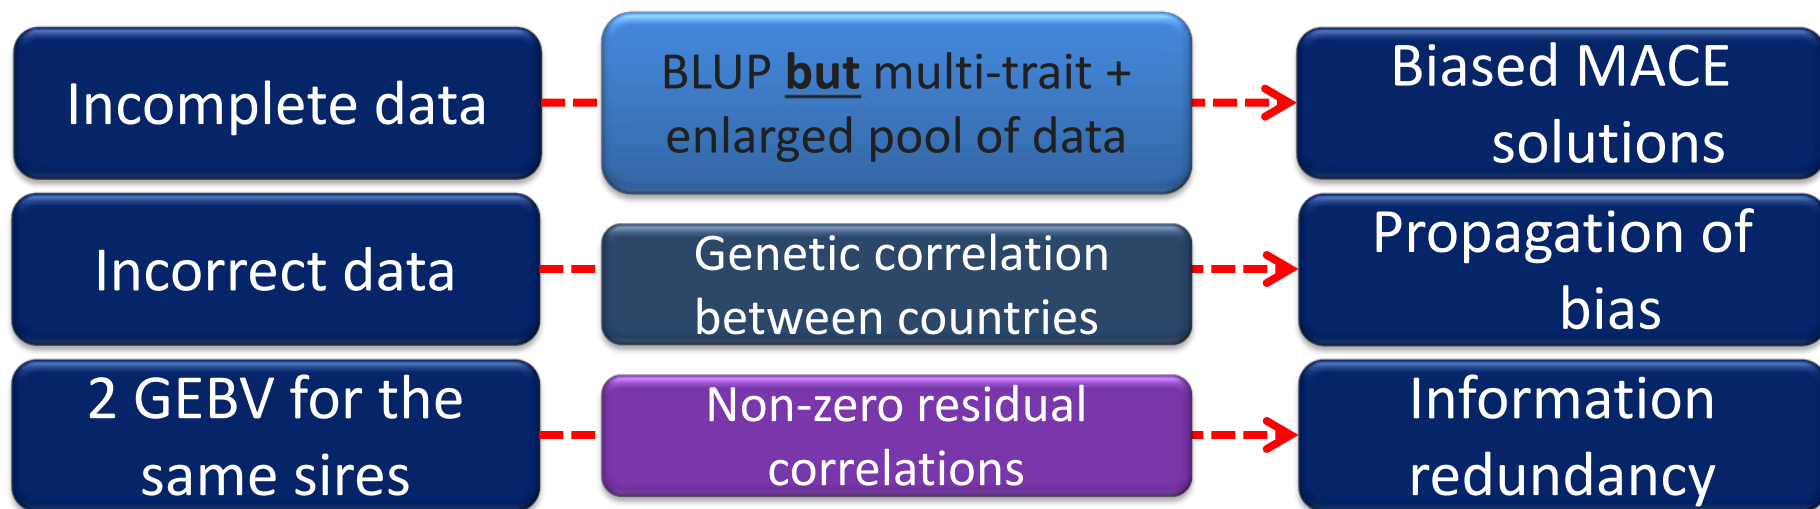 Incomplete data
BLUP but multi-trait +
enlarged pool of data
Biased MACE
solutions
Incorrect data
Genetic correlation
between countries
Propagation of
bias
2 GEBV for the
same sires
Non-zero residual
correlations
Information
redundancy